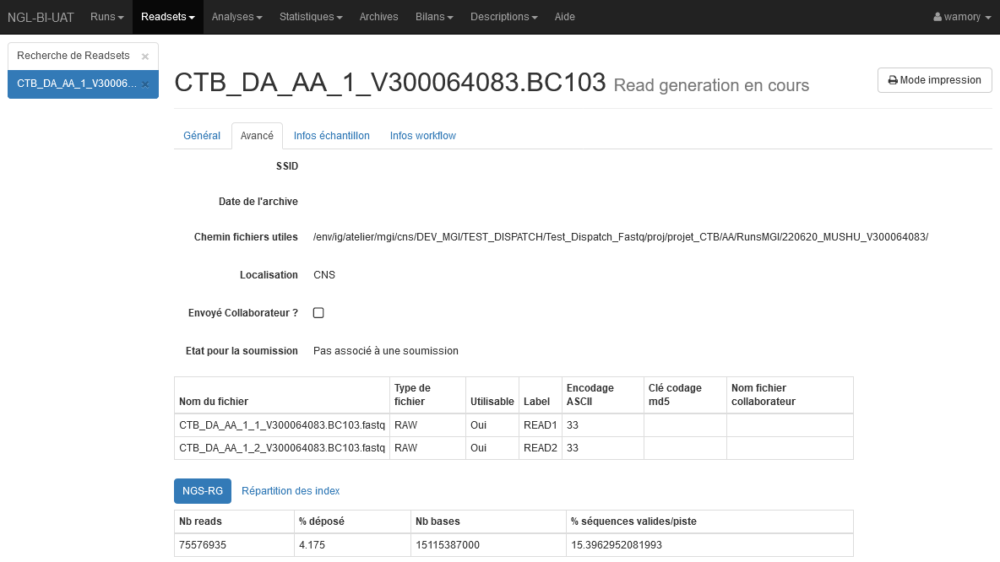 NGL-BI-UAT Runs Readsets Analyses Statistiques Archives Bilans Descriptions Aide wamory
Recherche de Readsets ×
CTB_DA_AA_1_V30006... ×
CTB_DA_AA_1_V300064083.BC103 Read generation en cours
Mode impression
Général Avancé Infos échantillon Infos workflow
SSID
Date de l'archive
Chemin fichiers utiles /env/ig/atelier/mgi/cns/DEV_MGI/TEST_DISPATCH/Test_Dispatch_Fastq/proj/projet_CTB/AA/RunsMGI/220620_MUSHU_V300064083/
Localisation CNS
Envoyé Collaborateur ?
Etat pour la soumission Pas associé à une soumission
Nom du fichier Type de fichier Utilisable Label Encodage ASCII Clé codage md5 Nom fichier collaborateur
CTB_DA_AA_1_1_V300064083.BC103.fastq RAW Oui READ1 33
CTB_DA_AA_1_2_V300064083.BC103.fastq RAW Oui READ2 33
NGS-RG Répartition des index
Nb reads % déposé Nb bases % séquences valides/piste
75576935 4.175 15115387000 15.3962952081993